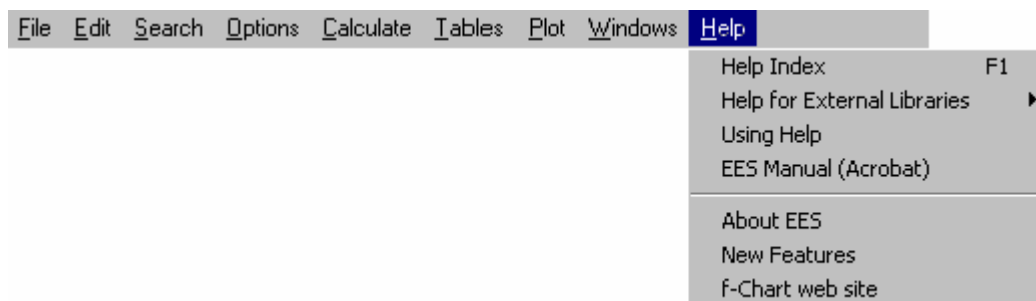 File Edit Search Options Calculate Tables Plot Windows Help
Help Index F1
Help for External Libraries
Using Help
EES Manual (Acrobat)
About EES
New Features
f-Chart web site